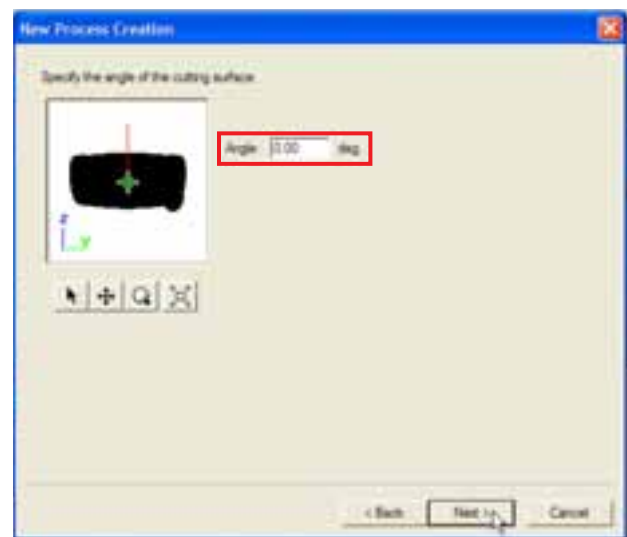 New Process Creation
Specify the angle of the cutting surface
Angle 0.00 deg
z
y
< Back Next >> Cancel